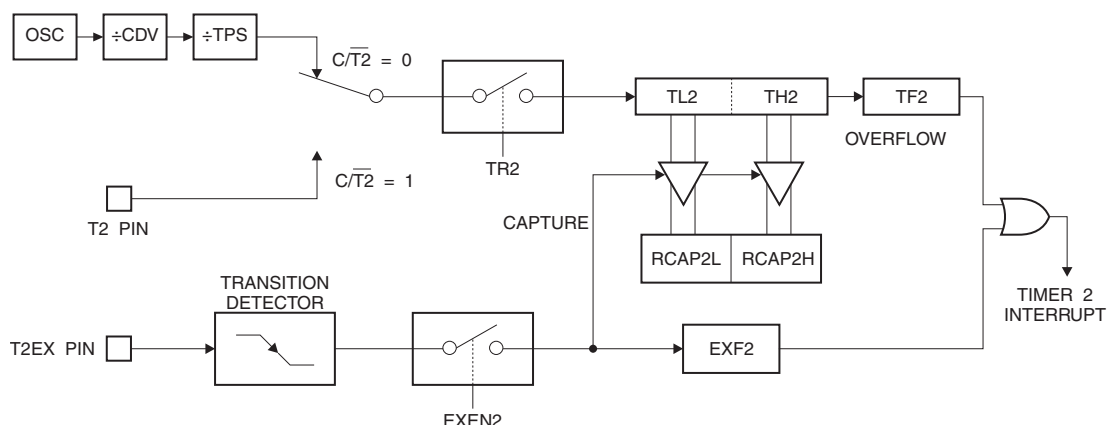 OSC
÷CDV
÷TPS
C/T2 = 0
TL2
TH2
TF2
OVERFLOW
TR2
C/T2 = 1
T2 PIN
CAPTURE
RCAP2L
RCAP2H
TRANSITION
DETECTOR
TIMER 2
INTERRUPT
T2EX PIN
EXF2
EXEN2